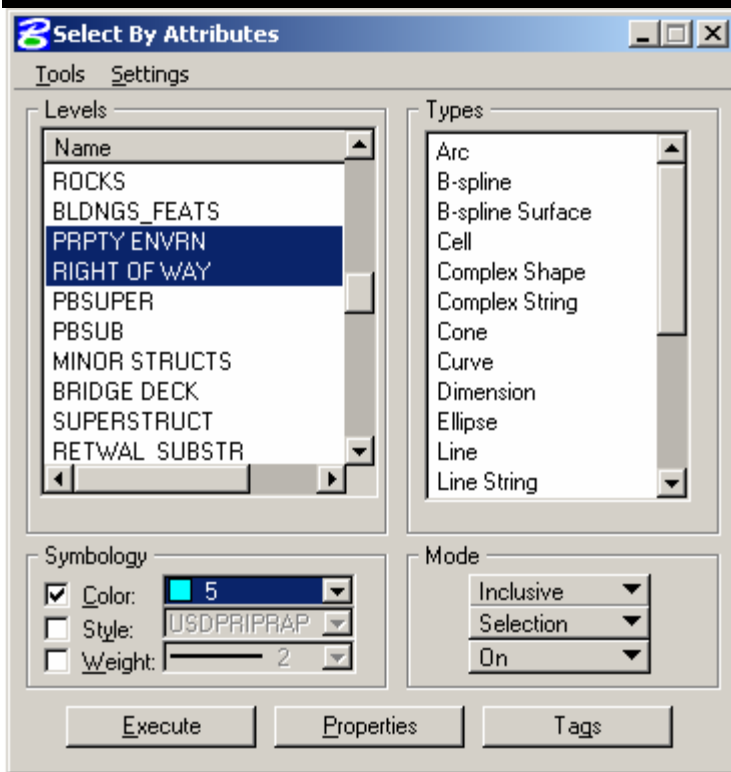 Select By Attributes
Tools Settings
Levels
Name
ROCKS
BLDNGS_FEATS
PRPTY ENVRN
RIGHT OF WAY
PBSUPER
PBSUB
MINOR STRUCTS
BRIDGE DECK
SUPERSTRUCT
RETWAL SUBSTR
Types
Arc
B-spline
B-spline Surface
Cell
Complex Shape
Complex String
Cone
Curve
Dimension
Ellipse
Line
Line String
Symbology
Color: 5
Style: USDPRIPRAP
Weight: 2
Mode
Inclusive
Selection
On
Execute Properties Tags